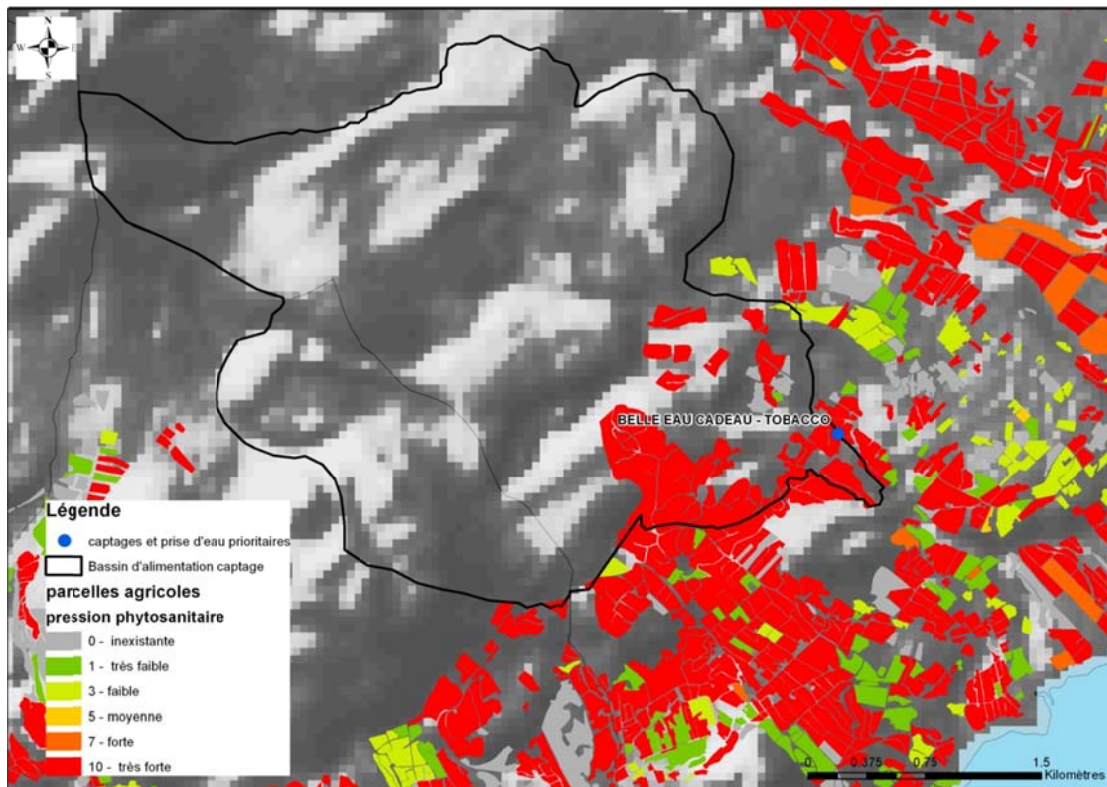 N
W E
S
BELLE EAU CADEAU - TOBACCO
Légende
captages et prise d'eau prioritaires
Bassin d'alimentation captage
parcelles agricoles
pression phytosanitaire
0 - inexistante
1 - très faible
3 - faible
5 - moyenne
7 - forte
10 - très forte
0 0.375 0.75 1.5
Kilomètres